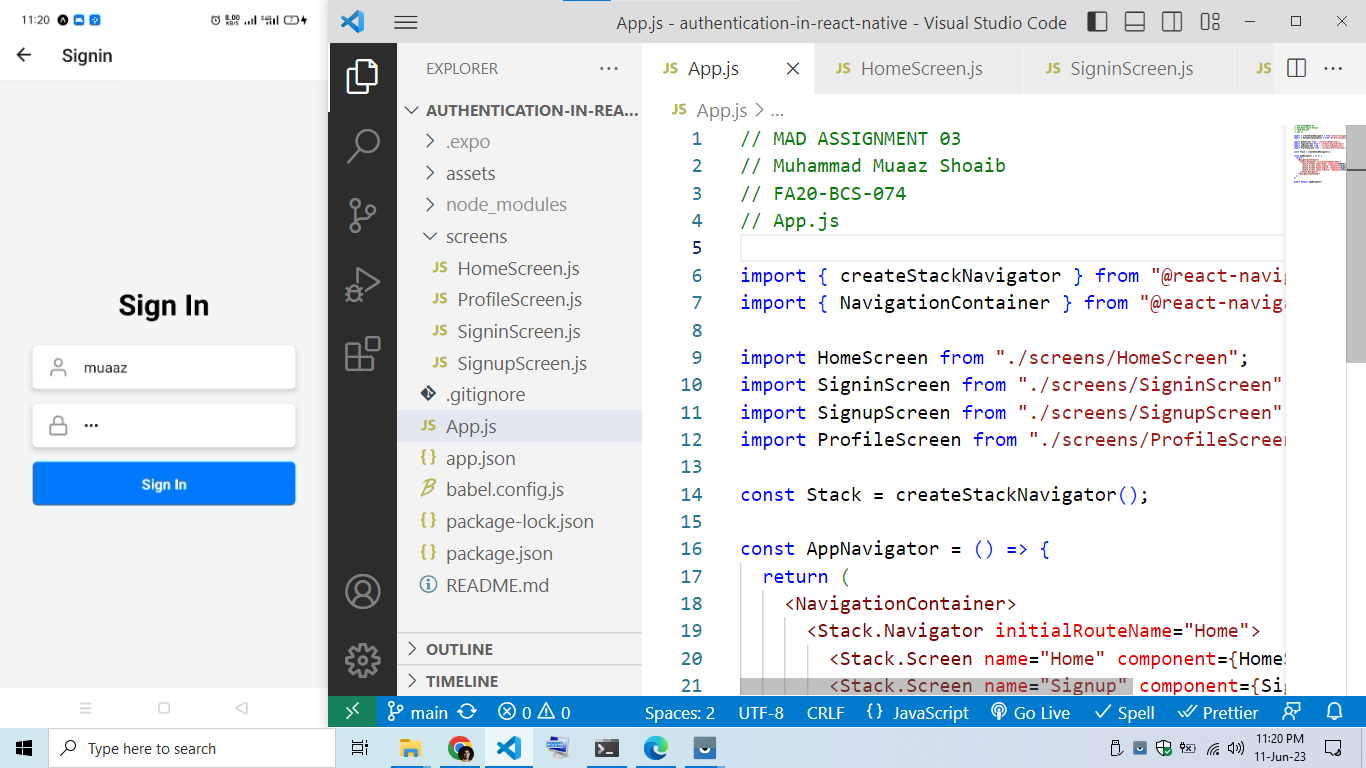 11:20
8.00
KB/S
7
Signin
Sign In
muaaz
•••
Sign In
App.js - authentication-in-react-native - Visual Studio Code
EXPLORER
AUTHENTICATION-IN-REA...
.expo
assets
node_modules
screens
JS HomeScreen.js
JS ProfileScreen.js
JS SigninScreen.js
JS SignupScreen.js
.gitignore
JS App.js
{} app.json
babel.config.js
{} package-lock.json
{} package.json
README.md
OUTLINE
TIMELINE
JS App.js
JS HomeScreen.js
JS SigninScreen.js
JS
JS App.js > ...
1 // MAD ASSIGNMENT 03
2 // Muhammad Muaaz Shoaib
3 // FA20-BCS-074
4 // App.js
5
6 import { createStackNavigator } from "@react-navig
7 import { NavigationContainer } from "@react-naviga
8
9 import HomeScreen from "./screens/HomeScreen";
10 import SigninScreen from "./screens/SigninScreen"
11 import SignupScreen from "./screens/SignupScreen"
12 import ProfileScreen from "./screens/ProfileScreen
13
14 const Stack = createStackNavigator();
15
16 const AppNavigator = () => {
17 return (
18 <NavigationContainer>
19 <Stack.Navigator initialRouteName="Home">
20 <Stack.Screen name="Home" component={HomeS
21 <Stack.Screen name="Signup" component={Sig
main 0 0 Spaces: 2 UTF-8 CRLF {} JavaScript Go Live Spell Prettier
Type here to search
11:20 PM
11-Jun-23